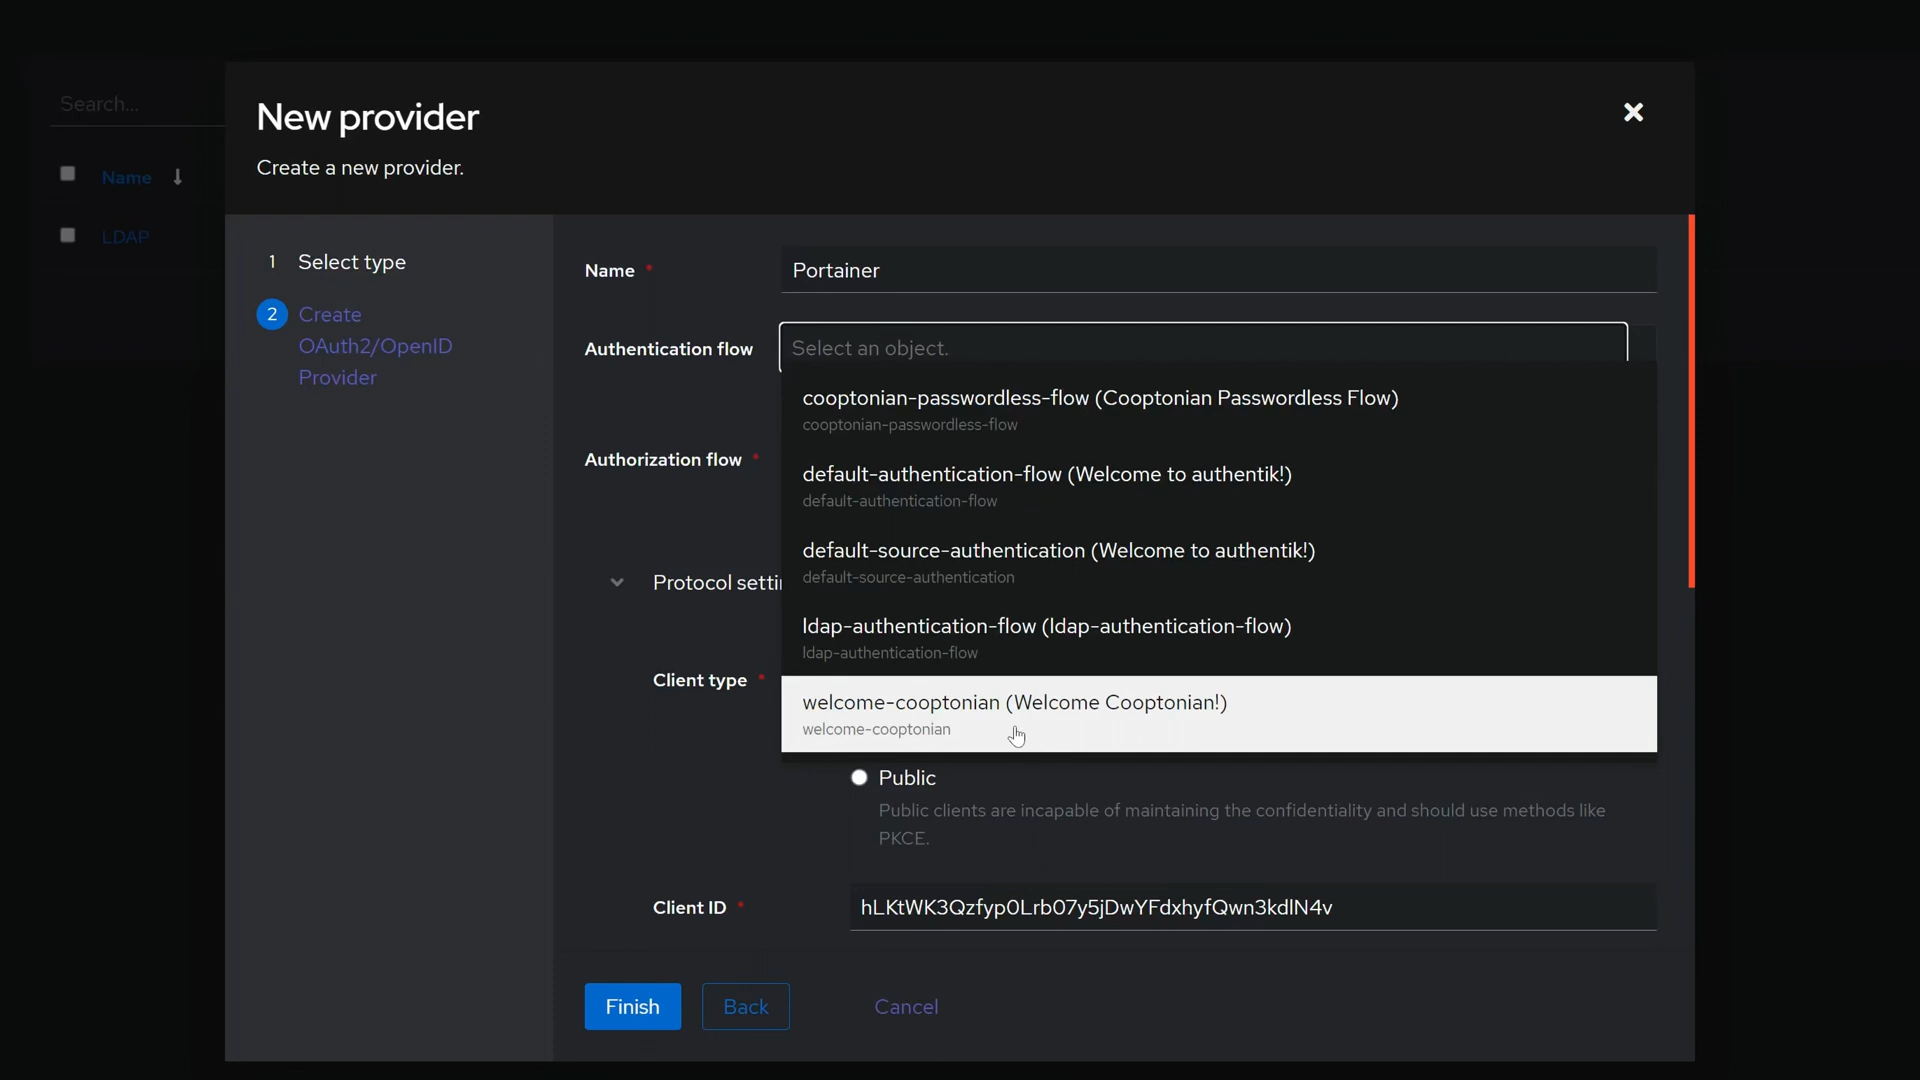 Search...
Name
LDAP
New provider
Create a new provider.
1 Select type
2 Create
OAuth2/OpenID
Provider
Name *
Portainer
Authentication flow
Select an object.
cooptonian-passwordless-flow (Cooptonian Passwordless Flow)
cooptonian-passwordless-flow
default-authentication-flow (Welcome to authentik!)
default-authentication-flow
default-source-authentication (Welcome to authentik!)
default-source-authentication
ldap-authentication-flow (ldap-authentication-flow)
ldap-authentication-flow
welcome-cooptonian (Welcome Cooptonian!)
welcome-cooptonian
Authorization flow *
Protocol settin
Client type *
Public
Public clients are incapable of maintaining the confidentiality and should use methods like
PKCE.
Client ID *
hLKtWK3Qzfyp0Lrb07y5jDwYFdxhyfQwn3kdlN4v
Finish
Back
Cancel